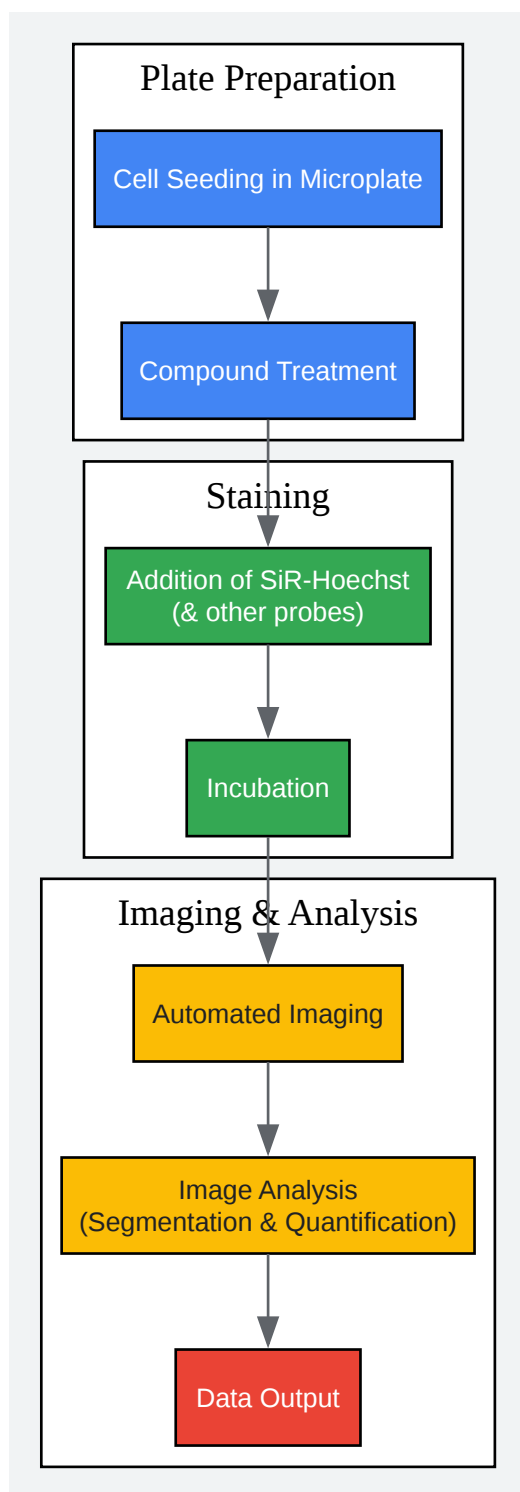 Plate Preparation
Cell Seeding in Microplate
Compound Treatment
Staining
Addition of SiR-Hoechst
(& other probes)
Incubation
Imaging & Analysis
Automated Imaging
Image Analysis
(Segmentation & Quantification)
Data Output